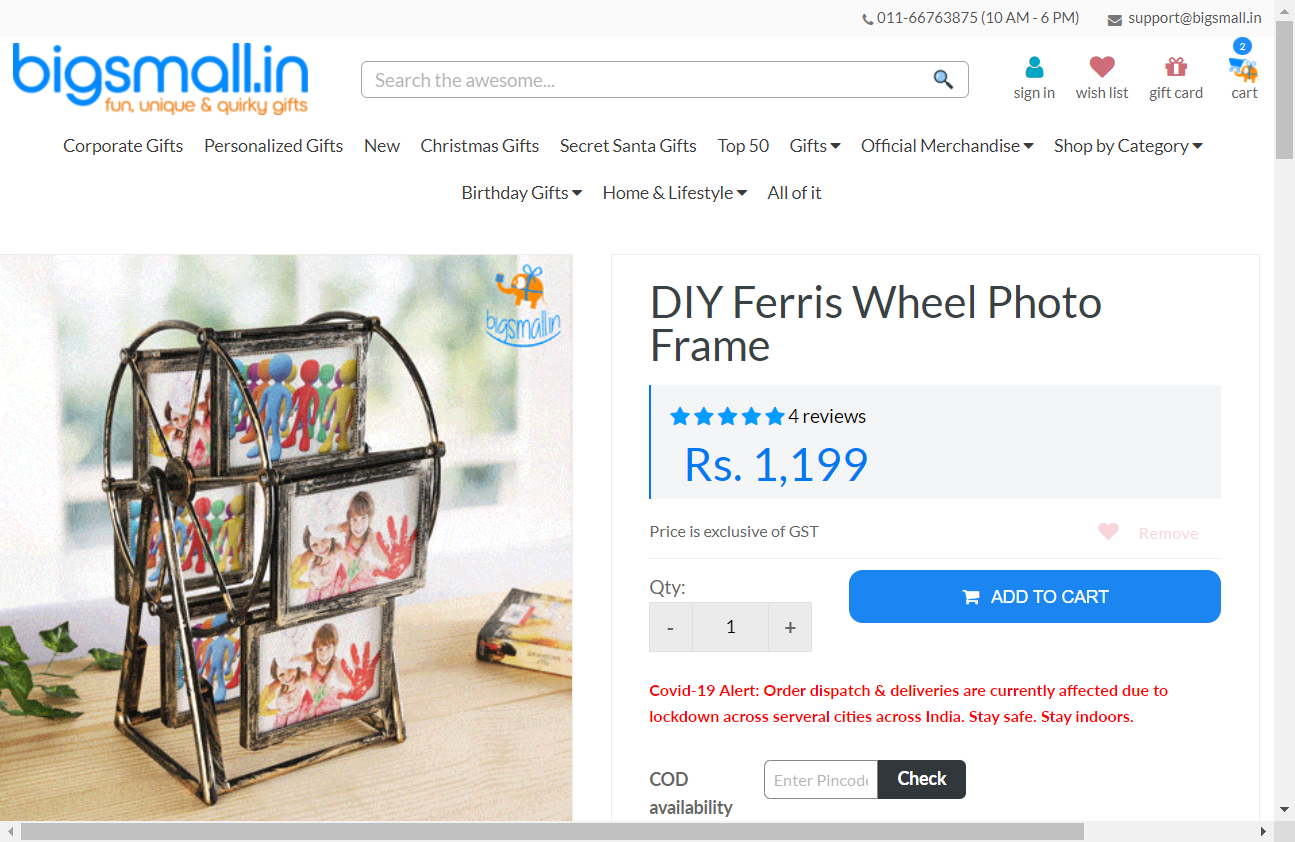 011-66763875 (10 AM - 6 PM) support@bigsmall.in
bigsmall.in
fun, unique & quirky gifts
Search the awesome...
sign in
wish list
gift card
2
cart
Corporate Gifts Personalized Gifts New Christmas Gifts Secret Santa Gifts Top 50 Gifts Official Merchandise Shop by Category
Birthday Gifts Home & Lifestyle All of it
bigsmall.in
DIY Ferris Wheel Photo
Frame
4 reviews
Rs. 1,199
Price is exclusive of GST
Remove
Qty:
- 1 +
ADD TO CART
Covid-19 Alert: Order dispatch & deliveries are currently affected due to
lockdown across serveral cities across India. Stay safe. Stay indoors.
COD
availability
Enter Pincode
Check